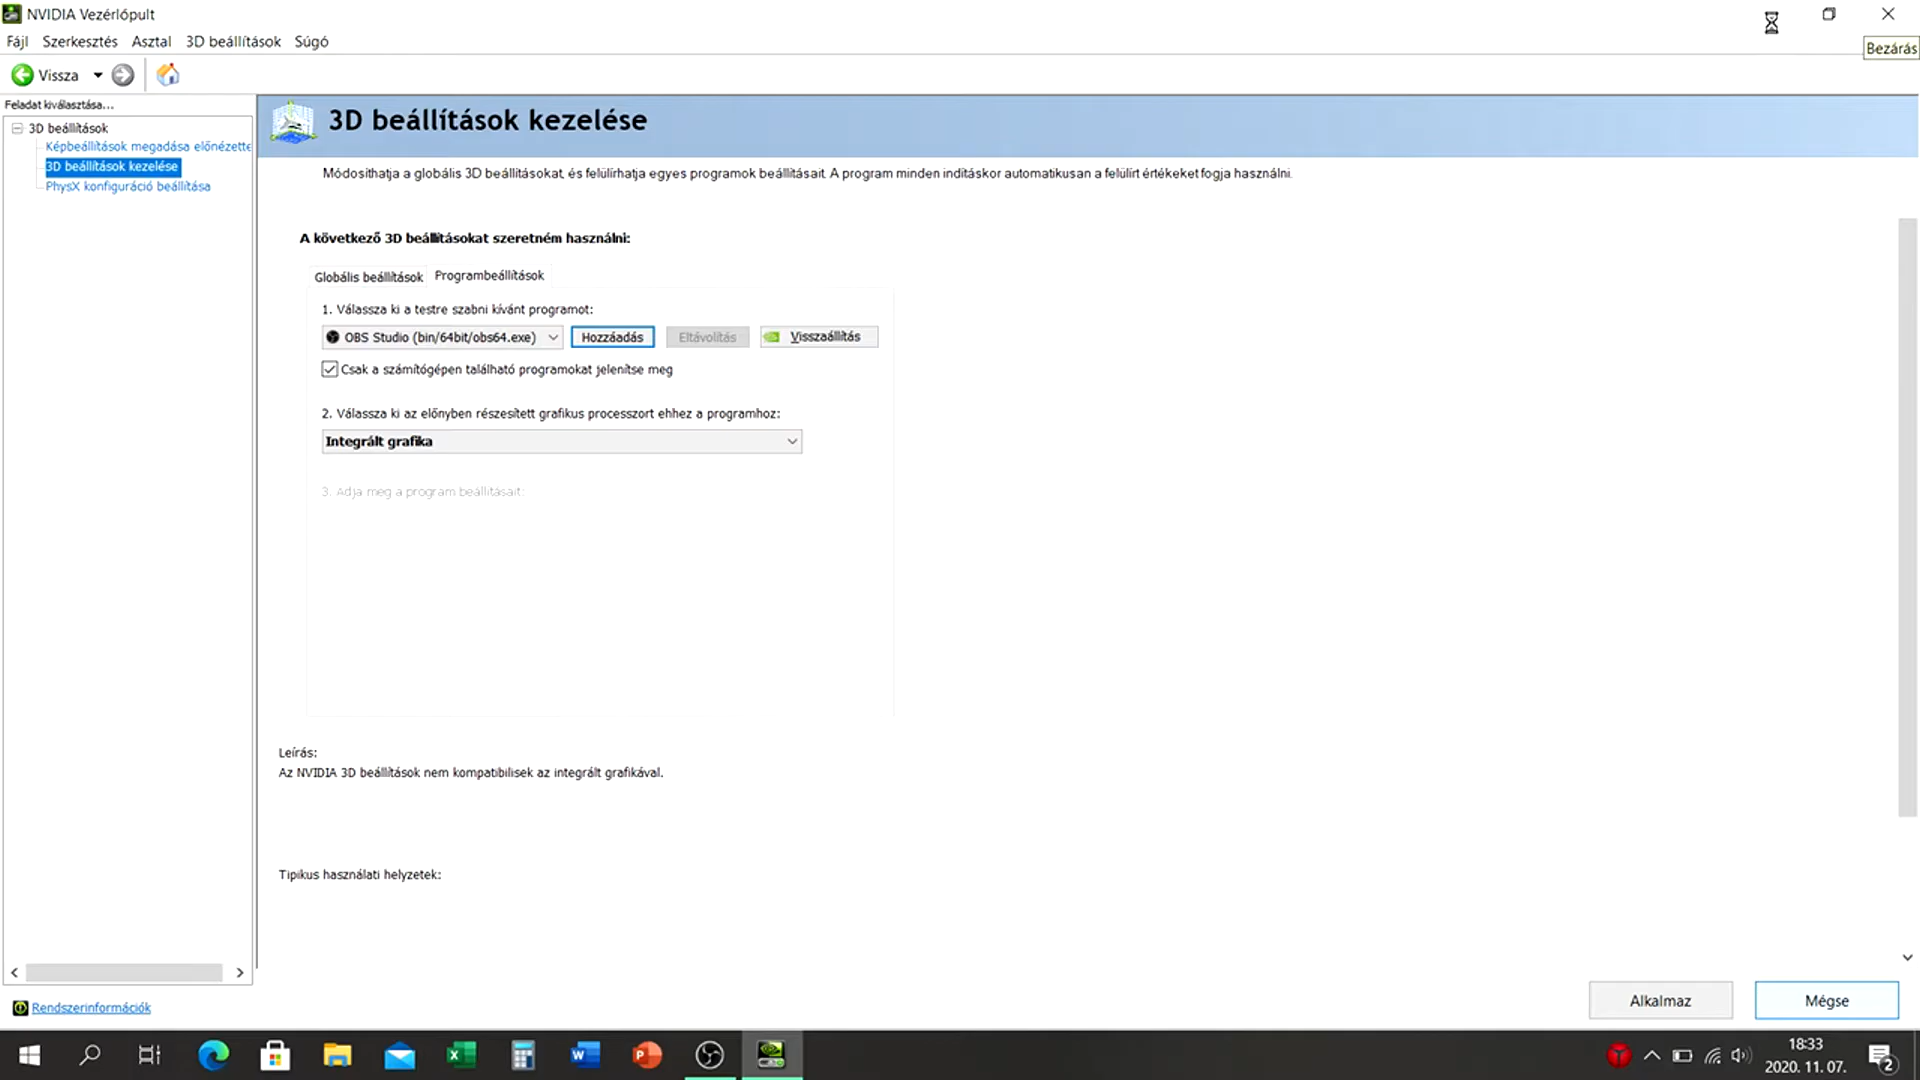 NVIDIA Vezérlőpult
Bezárás
Fájl Szerkesztés Asztal 3D beállítások Súgó
Vissza
Feladat kiválasztása...
3D beállítások
Képbeállítások megadása előnézette
3D beállítások kezelése
PhysX konfiguráció beállítása
3D beállítások kezelése
Módosíthatja a globális 3D beállításokat, és felülírhatja egyes programok beállításait. A program minden indításkor automatikusan a felülírt értékeket fogja használni.
A következő 3D beállításokat szeretném használni:
Globális beállítások Programbeállítások
1. Válassza ki a testre szabni kívánt programot:
OBS Studio (bin/64bit/obs64.exe) Hozzáadás Eltávolítás Visszaállítás
Csak a számítógépen található programokat jelenítse meg
2. Válassza ki az előnyben részesített grafikus processzort ehhez a programhoz:
Integrált grafika
3. Adja meg a program beállításait:
Leírás:
Az NVIDIA 3D beállítások nem kompatibilisek az integrált grafikával.
Tipikus használati helyzetek:
Rendszerinformációk
Alkalmaz Mégse
18:33
2020. 11. 07.
2